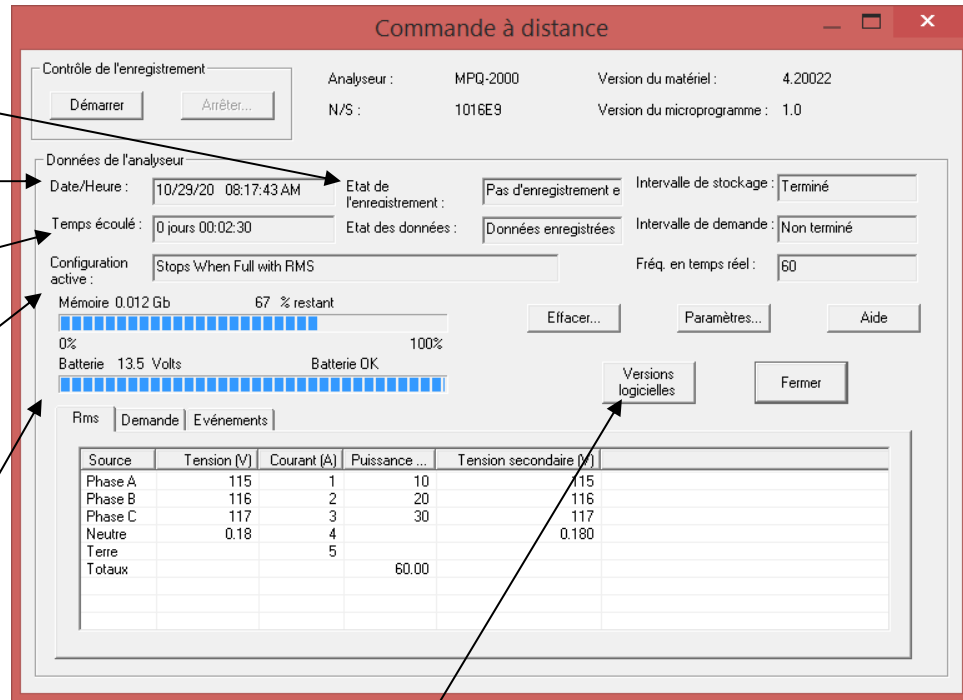 Commande à distance
Contrôle de l'enregistrement
Démarrer
Arrêter...
Analyseur :
MPQ-2000
Version du matériel :
4.20022
N/S :
1016E9
Version du microprogramme :
1.0
Données de l'analyseur
Date/Heure :
10/29/20 08:17:43 AM
Etat de
l'enregistrement :
Pas d'enregistrement e
Intervalle de stockage :
Terminé
Temps écoulé :
0 jours 00:02:30
Etat des données :
Données enregistrées
Intervalle de demande :
Non terminé
Configuration
active :
Stops When Full with RMS
Fréq. en temps réel :
60
Mémoire 0.012 Gb 67 % restant
0% 100%
Effacer...
Paramètres...
Aide
Batterie 13.5 Volts Batterie OK
Versions
logicielles
Fermer
Rms Demande Evénements
Source Tension (V) Courant (A) Puissance ... Tension secondaire (V)
Phase A 115 1 10 115
Phase B 116 2 20 116
Phase C 117 3 30 117
Neutre 0.18 4 0.180
Terre 5
Totaux 60.00